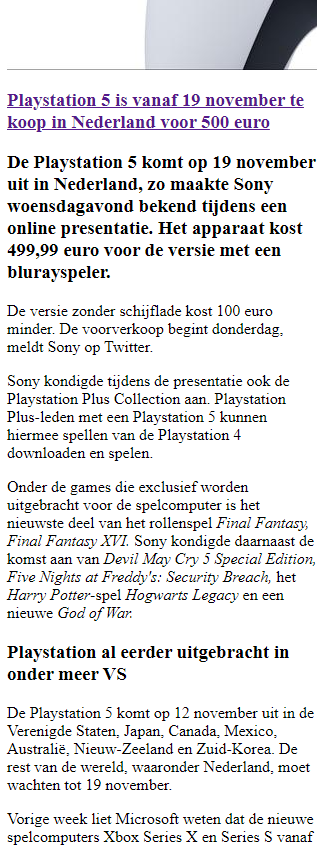 Playstation 5 is vanaf 19 november te
koop in Nederland voor 500 euro
De Playstation 5 komt op 19 november
uit in Nederland, zo maakte Sony
woensdagavond bekend tijdens een
online presentatie. Het apparaat kost
499,99 euro voor de versie met een
blurayspeler.
De versie zonder schijflade kost 100 euro
minder. De voorverkoop begint donderdag,
meldt Sony op Twitter.
Sony kondigde tijdens de presentatie ook de
Playstation Plus Collection aan. Playstation
Plus-leden met een Playstation 5 kunnen
hiermee spellen van de Playstation 4
downloaden en spelen.
Onder de games die exclusief worden
uitgebracht voor de spelcomputer is het
nieuwste deel van het rollenspel Final Fantasy,
Final Fantasy XVI. Sony kondigde daarnaast de
komst aan van Devil May Cry 5 Special Edition,
Five Nights at Freddy's: Security Breach, het
Harry Potter-spel Hogwarts Legacy en een
nieuwe God of War.
Playstation al eerder uitgebracht in
onder meer VS
De Playstation 5 komt op 12 november uit in de
Verenigde Staten, Japan, Canada, Mexico,
Australië, Nieuw-Zeeland en Zuid-Korea. De
rest van de wereld, waaronder Nederland, moet
wachten tot 19 november.
Vorige week liet Microsoft weten dat de nieuwe
spelcomputers Xbox Series X en Series S vanaf